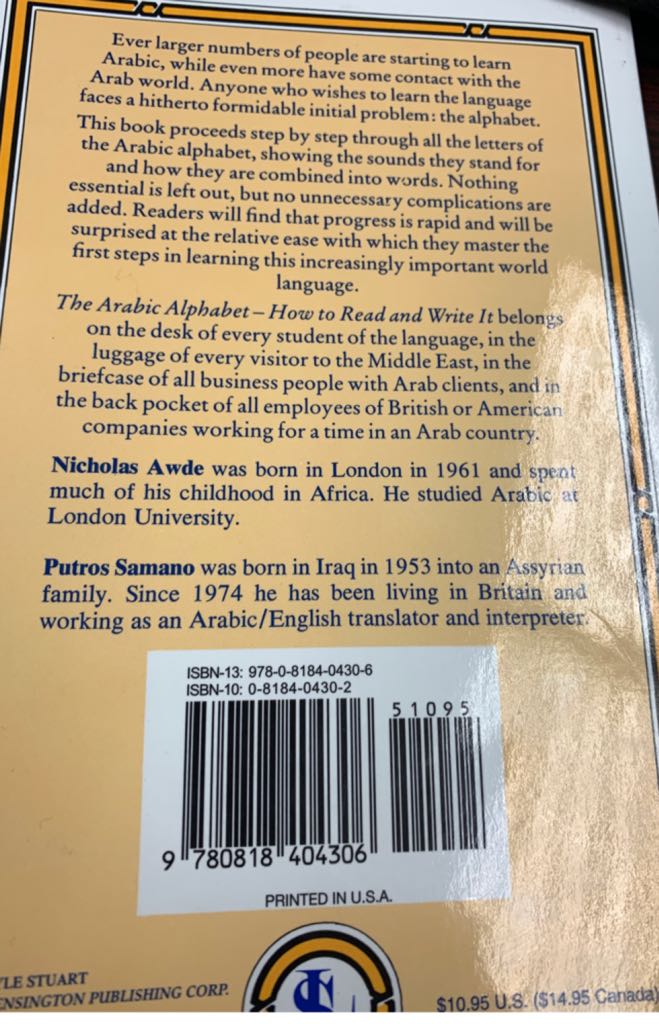 Ever larger numbers of people are starting to learn
Arabic, while even more have some contact with the
Arab world. Anyone who wishes to learn the language
faces a hitherto formidable initial problem: the alphabet.
This book proceeds step by step through all the letters of
the Arabic alphabet, showing the sounds they stand for
and how they are combined into words. Nothing
essential is left out, but no unnecessary complications are
added. Readers will find that progress is rapid and will be
surprised at the relative ease with which they master the
first steps in learning this increasingly important world
language.
The Arabic Alphabet – How to Read and Write It belongs
on the desk of every student of the language, in the
luggage of every visitor to the Middle East, in the
briefcase of all business people with Arab clients, and in
the back pocket of all employees of British or American
companies working for a time in an Arab country.
Nicholas Awde was born in London in 1961 and spent
much of his childhood in Africa. He studied Arabic at
London University.
Putros Samano was born in Iraq in 1953 into an Assyrian
family. Since 1974 he has been living in Britain and
working as an Arabic/English translator and interpreter.
ISBN-13: 978-0-8184-0430-6
ISBN-10: 0-8184-0430-2
51095
9 780818 404306
PRINTED IN U.S.A.
LE STUART
ENSINGTON PUBLISHING CORP.
$10.95 U.S. ($14.95 Canada)